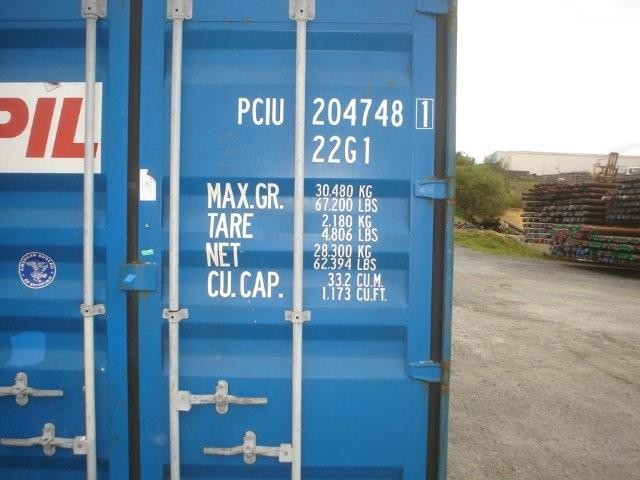 PIL
PCIU 204748 1
22G1
MAX.GR. 30.480 KG
67.200 LBS
TARE 2.180 KG
4.806 LBS
NET 28.300 KG
62.394 LBS
CU.CAP. 33.2 CU.M.
1.173 CU.FT.